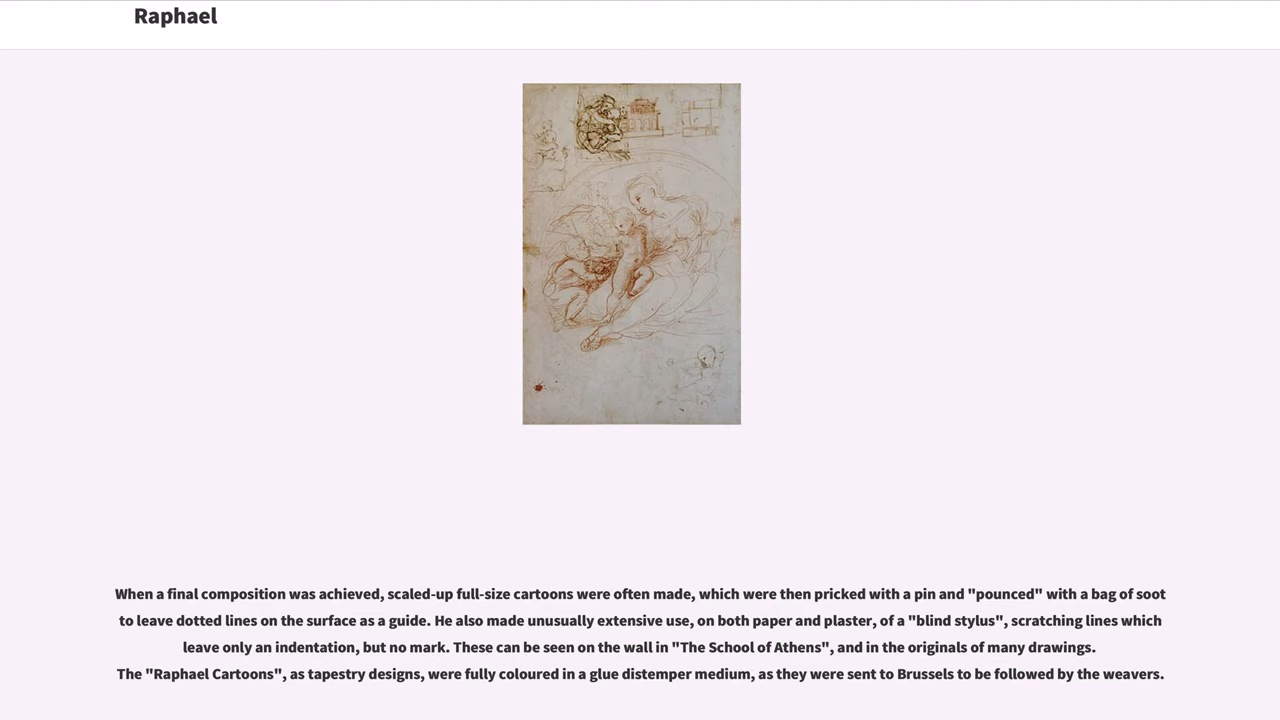 Raphael
When a final composition was achieved, scaled-up full-size cartoons were often made, which were then pricked with a pin and "pounced" with a bag of soot
to leave dotted lines on the surface as a guide. He also made unusually extensive use, on both paper and plaster, of a "blind stylus", scratching lines which
leave only an indentation, but no mark. These can be seen on the wall in "The School of Athens", and in the originals of many drawings.
The "Raphael Cartoons", as tapestry designs, were fully coloured in a glue distemper medium, as they were sent to Brussels to be followed by the weavers.